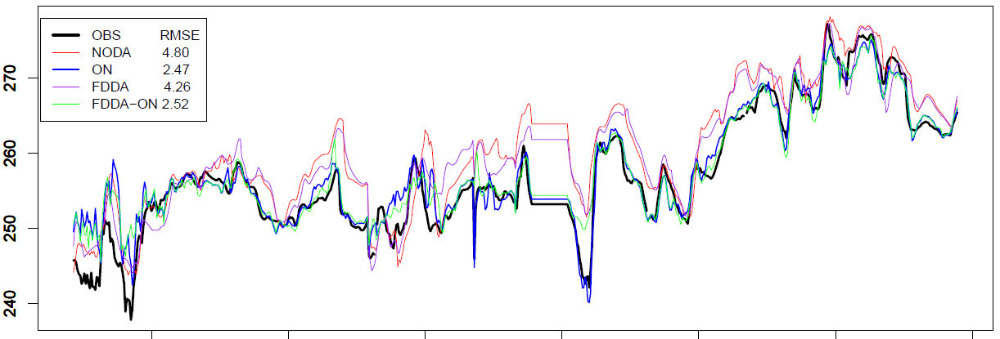 OBS RMSE
NODA 4.80
ON 2.47
FDDA 4.26
FDDA−ON 2.52
270
260
250
240